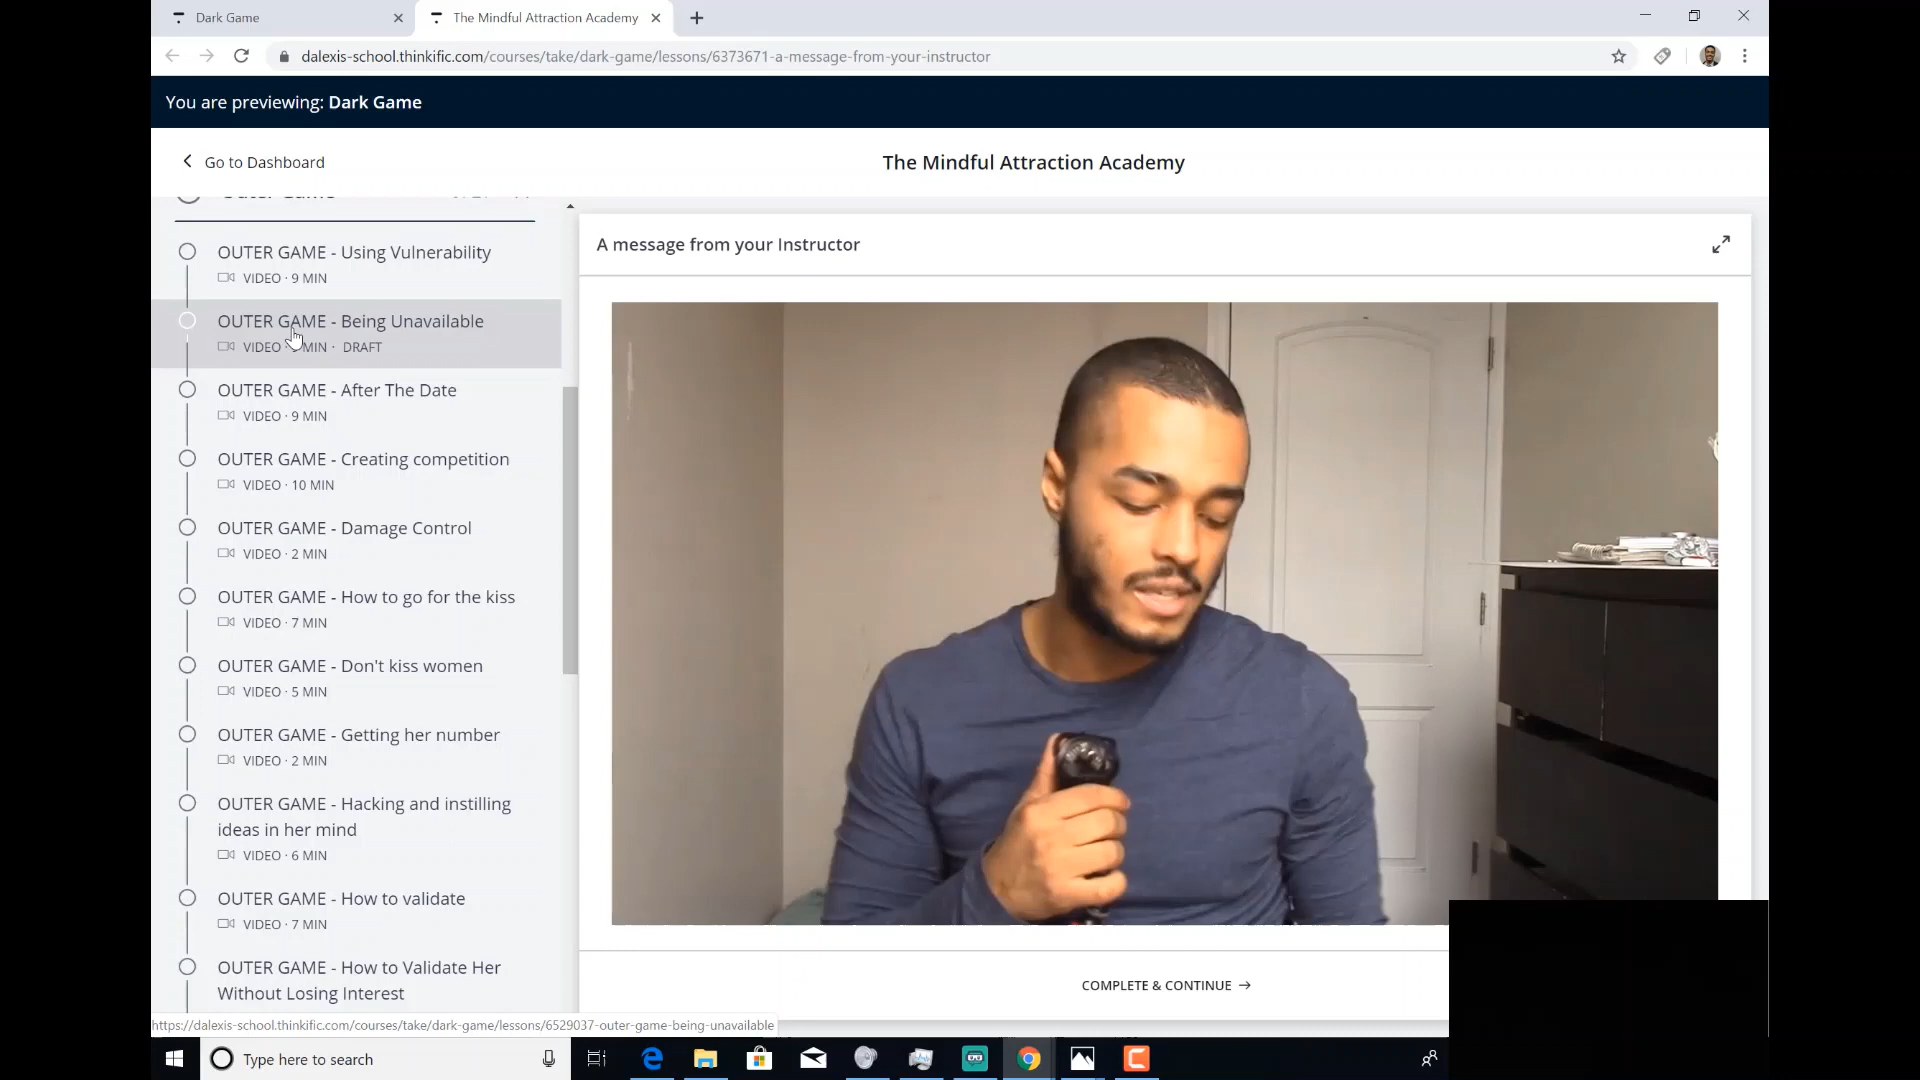 Dark Game
The Mindful Attraction Academy
dalexis-school.thinkific.com/courses/take/dark-game/lessons/6373671-a-message-from-your-instructor
You are previewing: Dark Game
Go to Dashboard
The Mindful Attraction Academy
OUTER GAME - Using Vulnerability
VIDEO · 9 MIN
A message from your Instructor
OUTER GAME - Being Unavailable
VIDEO · MIN · DRAFT
OUTER GAME - After The Date
VIDEO · 9 MIN
OUTER GAME - Creating competition
VIDEO · 10 MIN
OUTER GAME - Damage Control
VIDEO · 2 MIN
OUTER GAME - How to go for the kiss
VIDEO · 7 MIN
OUTER GAME - Don't kiss women
VIDEO · 5 MIN
OUTER GAME - Getting her number
VIDEO · 2 MIN
OUTER GAME - Hacking and instilling
ideas in her mind
VIDEO · 6 MIN
OUTER GAME - How to validate
VIDEO · 7 MIN
OUTER GAME - How to Validate Her
Without Losing Interest
COMPLETE & CONTINUE →
https://dalexis-school.thinkific.com/courses/take/dark-game/lessons/6529037-outer-game-being-unavailable
Type here to search